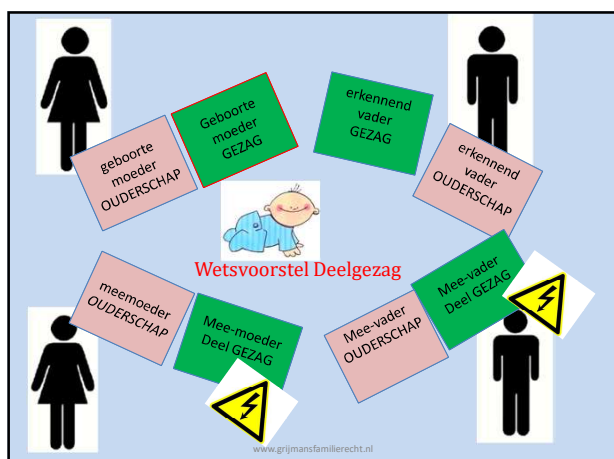 Geboorte
moeder
GEZAG
erkennend
vader
GEZAG
geboorte
moeder
OUDERSCHAP
erkennend
vader
OUDERSCHAP
Wetsvoorstel Deelgezag
meemoeder
OUDERSCHAP
Mee-moeder
Deel GEZAG
Mee-vader
OUDERSCHAP
Mee-vader
Deel GEZAG
www.grijmansfamilierecht.nl